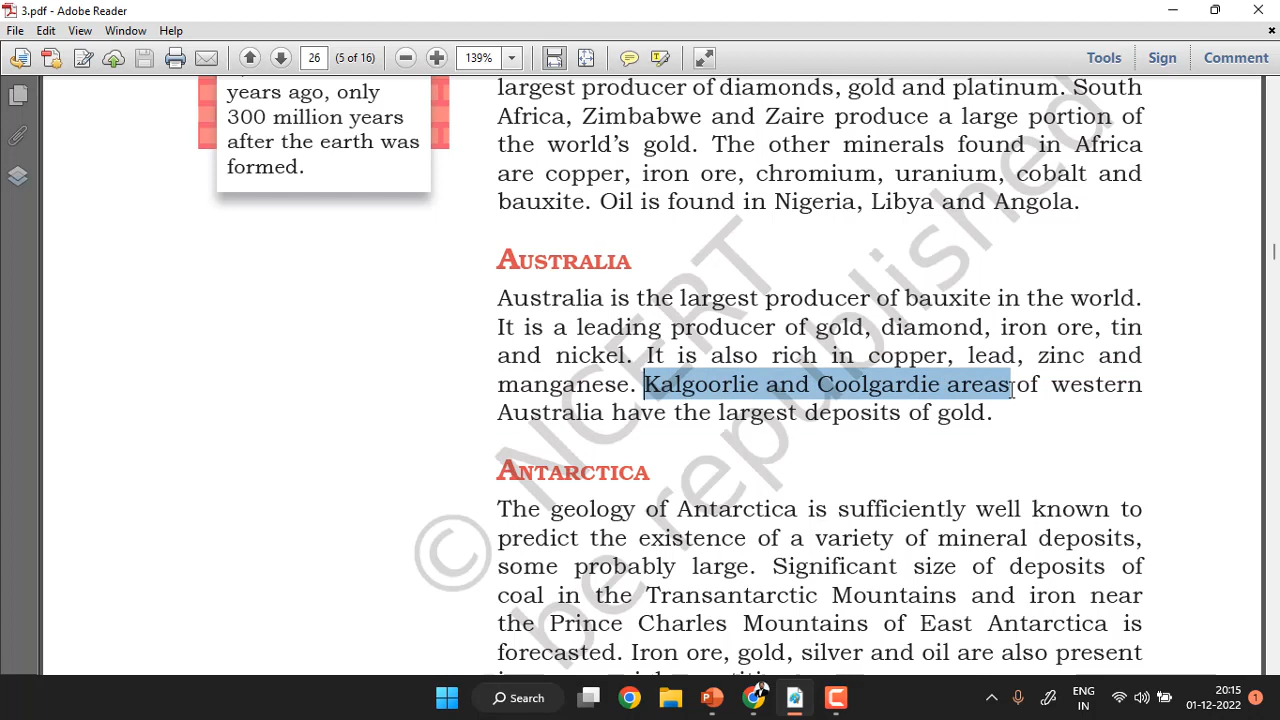 3.pdf - Adobe Reader
File Edit View Window Help
26 (5 of 16) 139% Tools Sign Comment
years ago, only
300 million years
after the earth was
formed.
largest producer of diamonds, gold and platinum. South
Africa, Zimbabwe and Zaire produce a large portion of
the world's gold. The other minerals found in Africa
are copper, iron ore, chromium, uranium, cobalt and
bauxite. Oil is found in Nigeria, Libya and Angola.
AUSTRALIA
Australia is the largest producer of bauxite in the world.
It is a leading producer of gold, diamond, iron ore, tin
and nickel. It is also rich in copper, lead, zinc and
manganese. Kalgoorlie and Coolgardie areas of western
Australia have the largest deposits of gold.
ANTARCTICA
The geology of Antarctica is sufficiently well known to
predict the existence of a variety of mineral deposits,
some probably large. Significant size of deposits of
coal in the Transantarctic Mountains and iron near
the Prince Charles Mountains of East Antarctica is
forecasted. Iron ore, gold, silver and oil are also present
© NCERT
be republished
Search
ENG
IN
20:15
01-12-2022
1